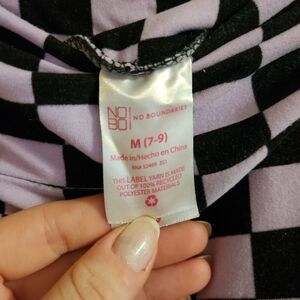 NO
BO
NO BOUNDARIES
M (7-9)
Made in/Hecho en China
THIS LABEL YARN IS MADE
OUT OF 100% RECYCLED
POLYESTER MATERIALS